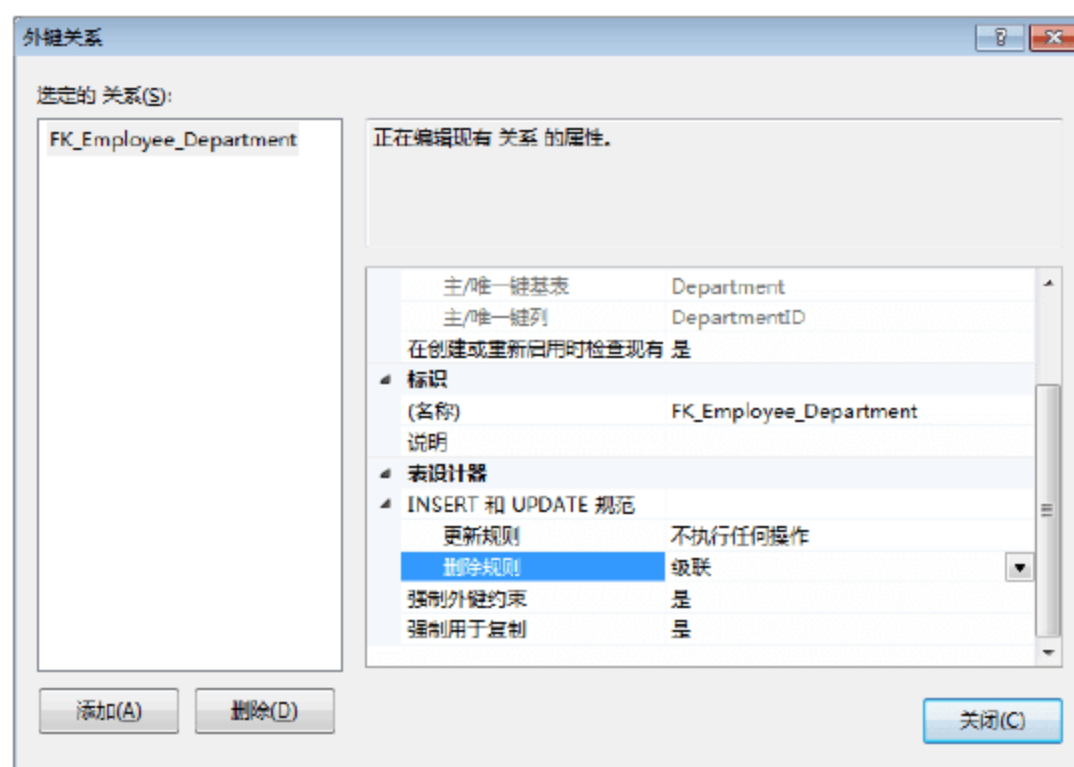 外键关系
选定的 关系(S):
FK_Employee_Department
正在编辑现有 关系 的属性。
主/唯一键基表 Department
主/唯一键列 DepartmentID
在创建或重新启用时检查现有 是
标识
(名称) FK_Employee_Department
说明
表设计器
INSERT 和 UPDATE 规范
更新规则 不执行任何操作
删除规则 级联
强制外键约束 是
强制用于复制 是
添加(A) 删除(D)
关闭(C)